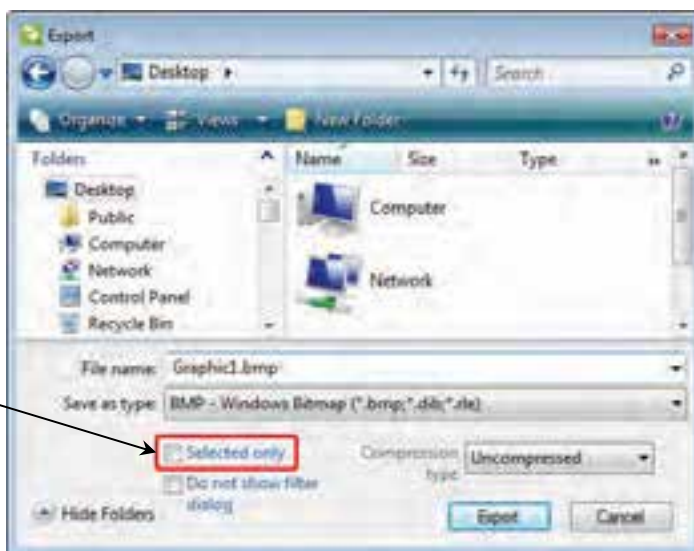 Export
Desktop
Search
Organize Views New Folder
Folders
Name Size Type
Desktop
Public
Computer
Network
Control Panel
Recycle Bin
Computer
Network
File name: Graphic1.bmp
Save as type: BMP - Windows Bitmap (*.bmp;*.dib;*.rle)
Selected only
Compression type: Uncompressed
Do not show filter dialog
Hide Folders
Export
Cancel